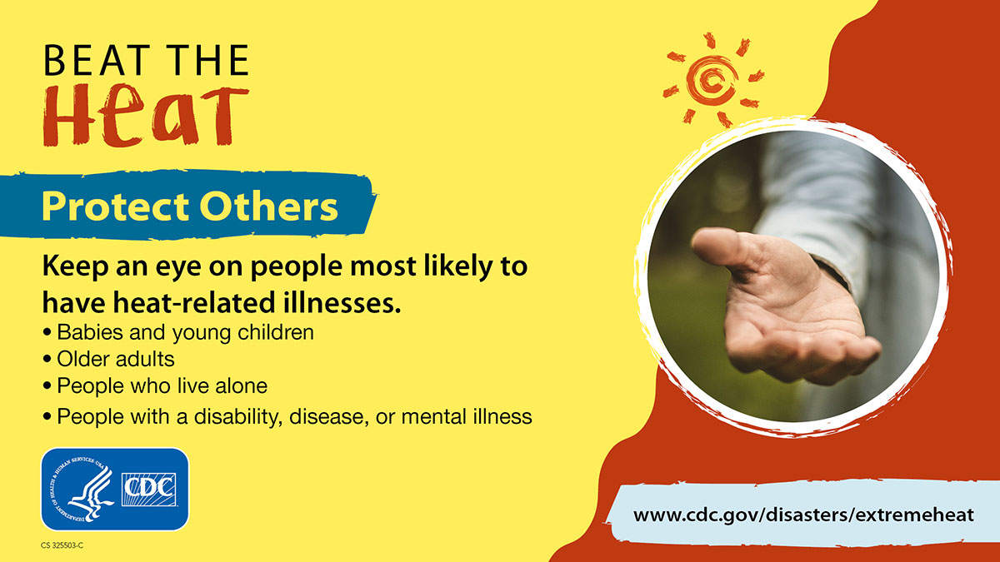 BEAT THE
HeaT
Protect Others
Keep an eye on people most likely to
have heat-related illnesses.
• Babies and young children
• Older adults
• People who live alone
• People with a disability, disease, or mental illness
DEPARTMENT OF HEALTH & HUMAN SERVICES·USA
CDC
CS 325503-C
www.cdc.gov/disasters/extremeheat